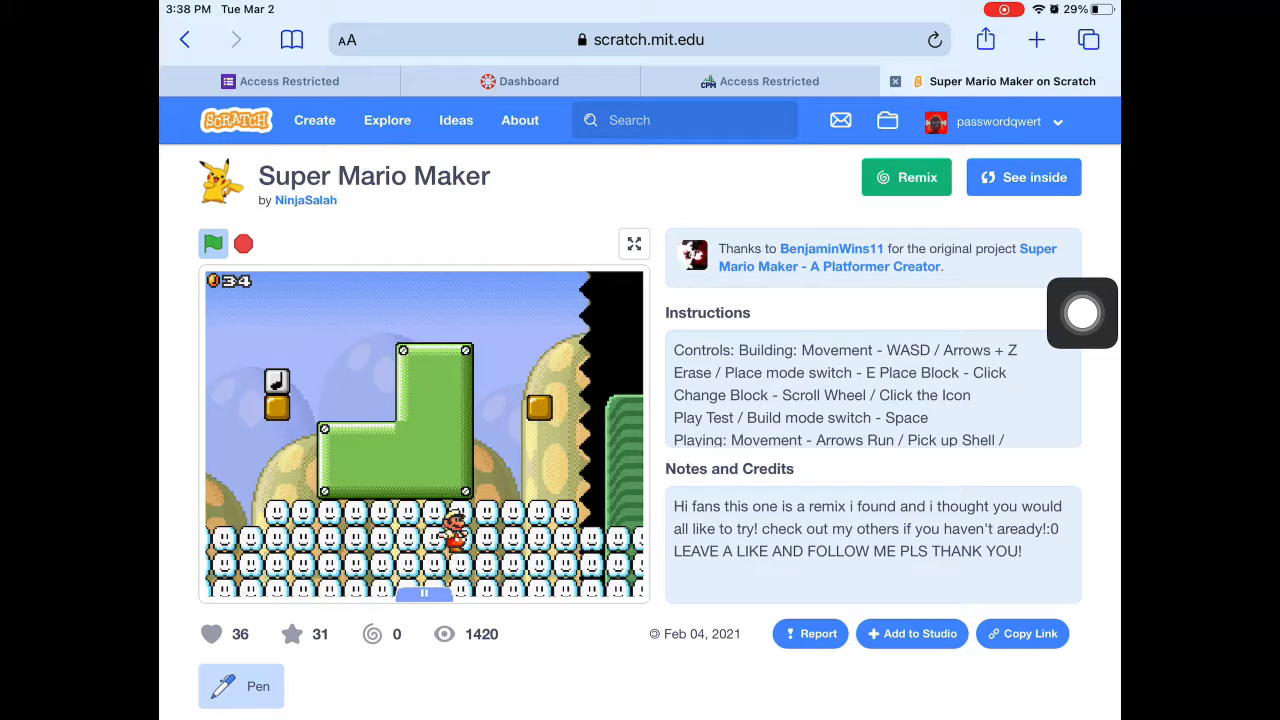 3:38 PM Tue Mar 2
29%
AA
scratch.mit.edu
Access Restricted
Dashboard
CPM Access Restricted
Super Mario Maker on Scratch
SCRATCH
Create
Explore
Ideas
About
Search
passwordqwert
Super Mario Maker
by NinjaSalah
Remix
See inside
Thanks to BenjaminWins11 for the original project Super
Mario Maker - A Platformer Creator.
34
Instructions
Controls: Building: Movement - WASD / Arrows + Z
Erase / Place mode switch - E Place Block - Click
Change Block - Scroll Wheel / Click the Icon
Play Test / Build mode switch - Space
Playing: Movement - Arrows Run / Pick up Shell /
Notes and Credits
Hi fans this one is a remix i found and i thought you would
all like to try! check out my others if you haven't aready!:0
LEAVE A LIKE AND FOLLOW ME PLS THANK YOU!
36
31
0
1420
© Feb 04, 2021
Report
Add to Studio
Copy Link
Pen